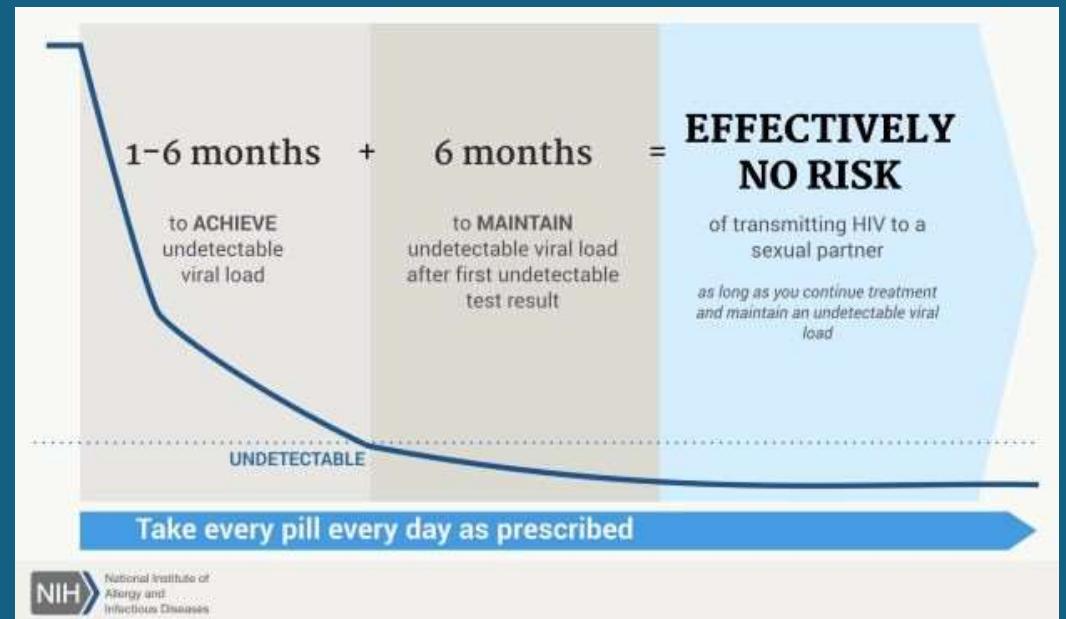 1-6 months + 6 months =
EFFECTIVELY
NO RISK
to ACHIEVE
undetectable
viral load
to MAINTAIN
undetectable viral load
after first undetectable
test result
of transmitting HIV to a
sexual partner
as long as you continue treatment
and maintain an undetectable viral
load
UNDETECTABLE
Take every pill every day as prescribed
NIH
National Institute of
Allergy and
Infectious Diseases